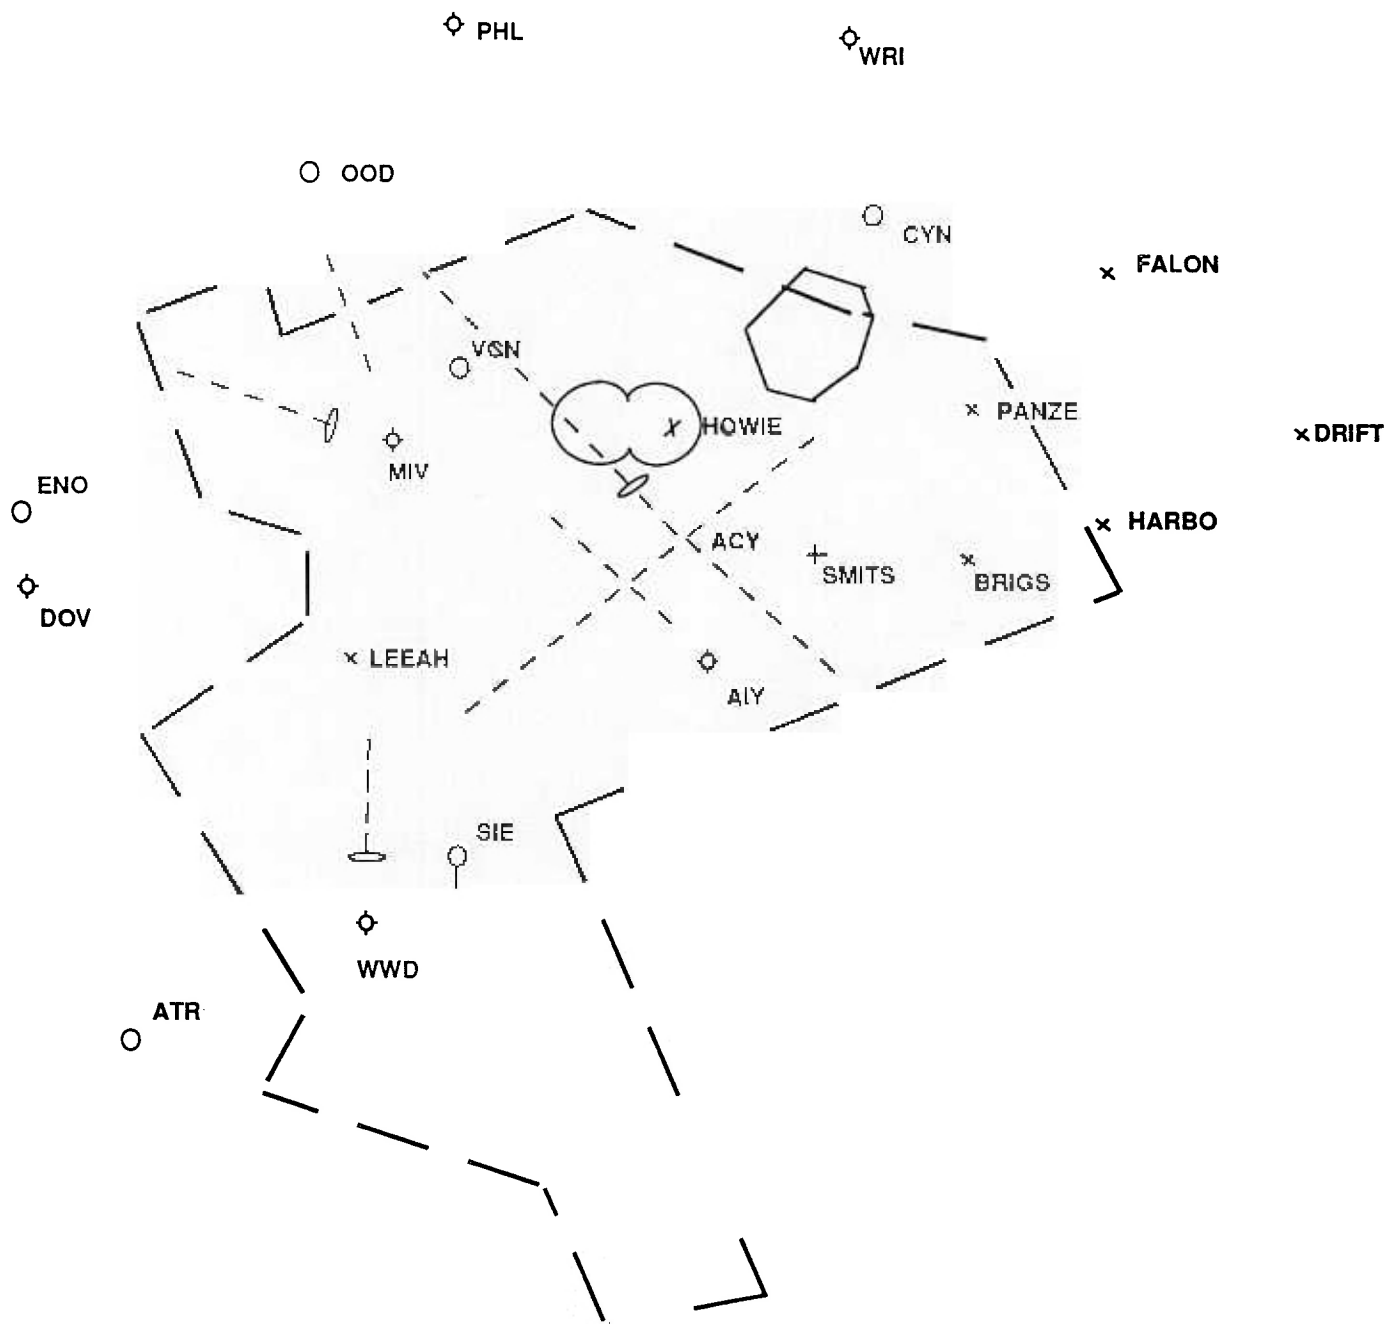 PHL
WRI
OOD
CYN
FALON
VCN
PANZE
HOWIE
DRIFT
MIV
ENO
HARBO
ACY
SMITS
BRIGS
DOV
LEEAH
AIY
SIE
WWD
ATR